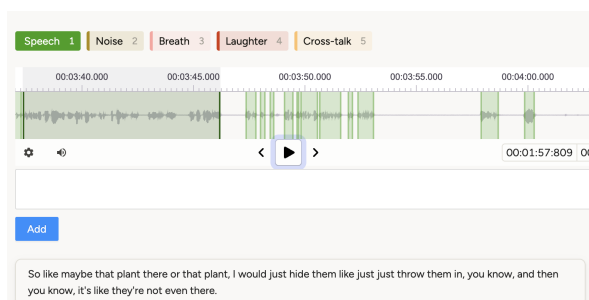 Speech 1 Noise 2 Breath 3 Laughter 4 Cross-talk 5
00:03:40.000 00:03:45.000 00:03:50.000 00:03:55.000 00:04:00.000
00:01:57:809 00
Add
So like maybe that plant there or that plant, I would just hide them like just just throw them in, you know, and then
you know, it's like they're not even there.